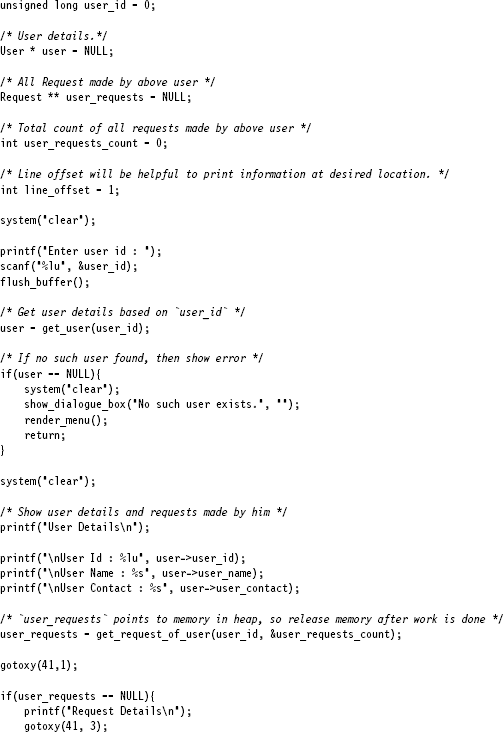 unsigned long user_id = 0;
/* User details.*/
User * user = NULL;
/* All Request made by above user */
Request ** user_requests = NULL;
/* Total count of all requests made by above user */
int user_requests_count = 0;
/* Line offset will be helpful to print information at desired location. */
int line_offset = 1;
system("clear");
printf("Enter user id : ");
scanf("%lu", &user_id);
flush_buffer();
/* Get user details based on `user_id` */
user = get_user(user_id);
/* If no such user found, then show error */
if(user == NULL){
    system("clear");
    show_dialogue_box("No such user exists.", "");
    render_menu();
    return;
}
system("clear");
/* Show user details and requests made by him */
printf("User Details\n");
printf("\nUser Id : %lu", user->user_id);
printf("\nUser Name : %s", user->user_name);
printf("\nUser Contact : %s", user->user_contact);
/* `user_requests` points to memory in heap, so release memory after work is done */
user_requests = get_request_of_user(user_id, &user_requests_count);
gotoxy(41,1);
if(user_requests == NULL){
    printf("Request Details\n");
    gotoxy(41, 3);